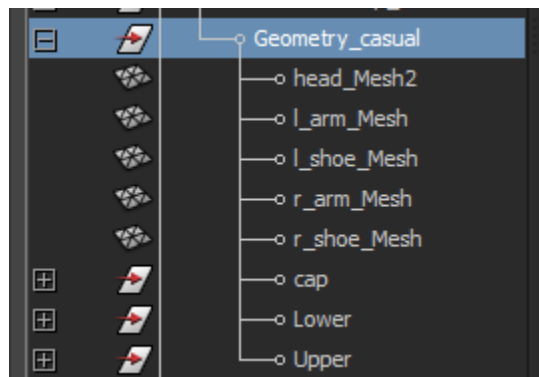 Geometry_casual
head_Mesh2
l_arm_Mesh
l_shoe_Mesh
r_arm_Mesh
r_shoe_Mesh
cap
Lower
Upper